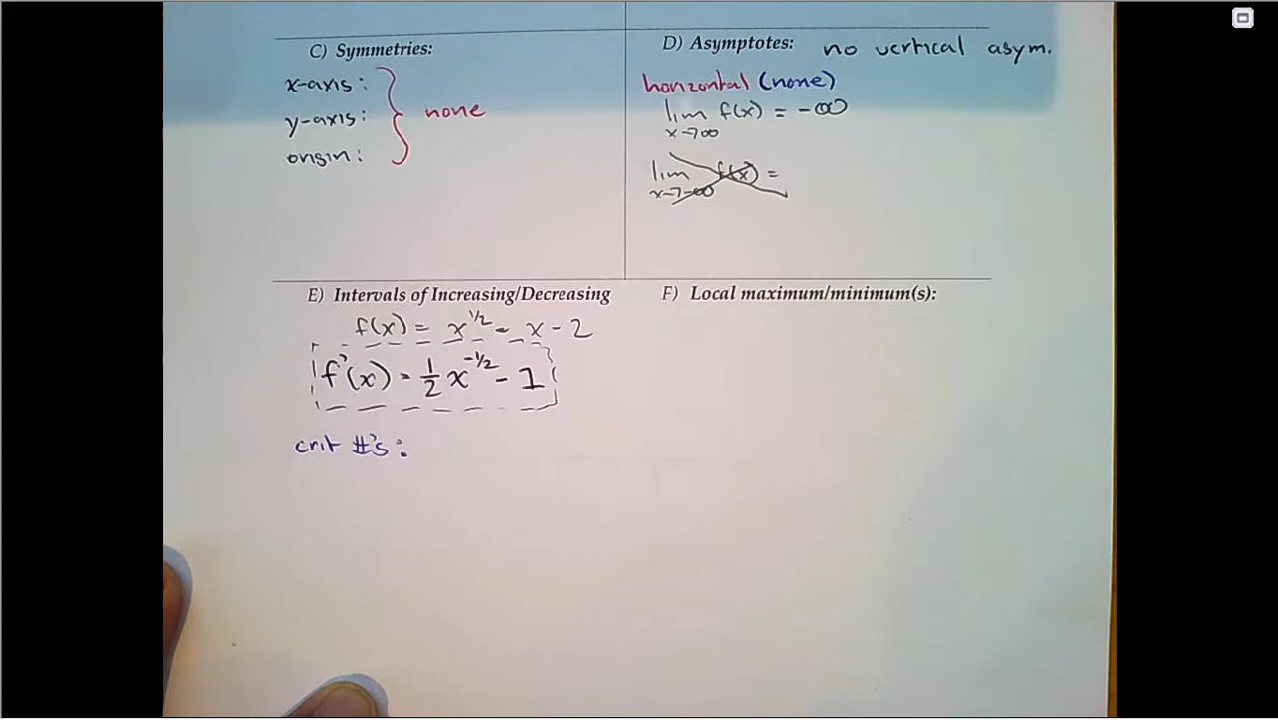 C) Symmetries:
x-axis:
y-axis:
origin:
none
D) Asymptotes: no vertical asym.
horizontal (none)
lim f(x) = -∞
x→∞
lim f(x) =
x→-∞
E) Intervals of Increasing/Decreasing
f(x) = x^1/2 - x - 2
f'(x) = 1/2 x^-1/2 - 1
crit #'s:
F) Local maximum/minimum(s):